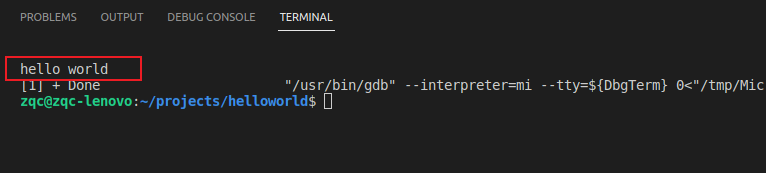 PROBLEMS OUTPUT DEBUG CONSOLE TERMINAL
hello world
[1] + Done "/usr/bin/gdb" --interpreter=mi --tty=${DbgTerm} 0<"/tmp/Mic
zqc@zqc-lenovo:~/projects/helloworld$